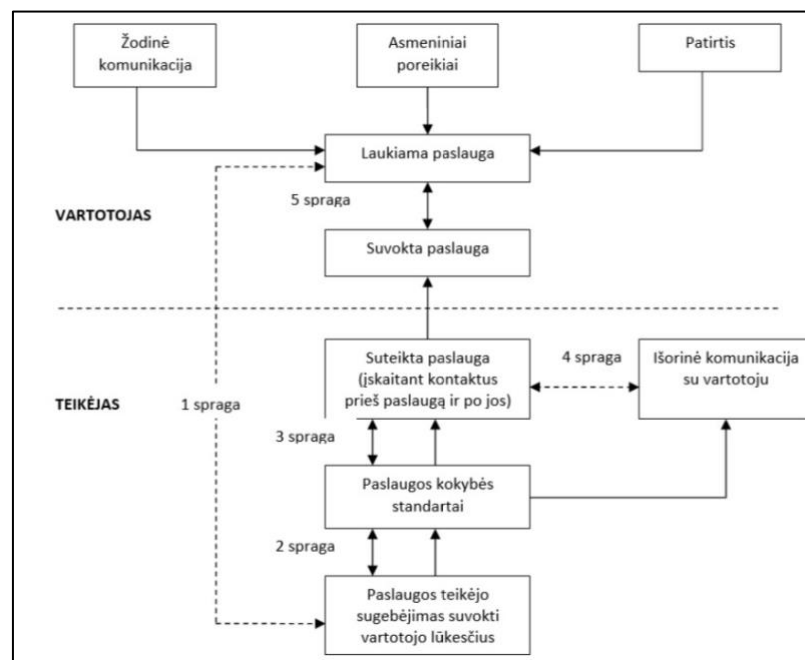 Žodinė
komunikacija
Asmeniniai
poreikiai
Patirtis
Laukiama paslauga
5 spraga
VARTOTOJAS
Suvokta paslauga
Suteikta paslauga
(įskaitant kontaktus
prieš paslaugą ir po jos)
4 spraga
Išorinė komunikacija
su vartotoju
TEIKĖJAS
1 spraga
3 spraga
Paslaugos kokybės
standartai
2 spraga
Paslaugos teikėjo
sugebėjimas suvokti
vartotojo lūkesčius